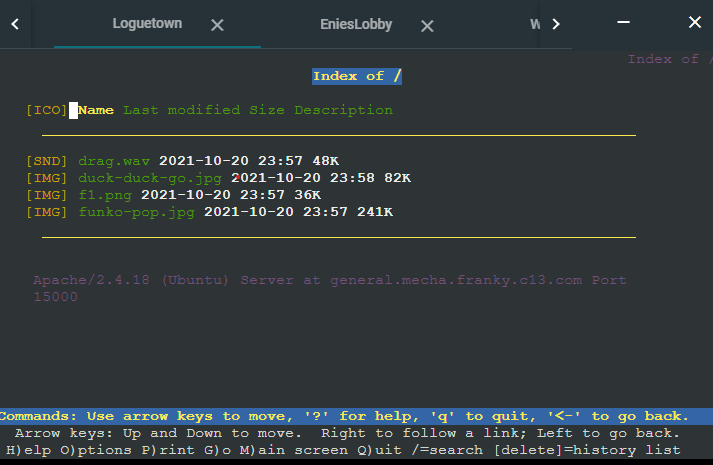 Loguetown
EniesLobby
W
Index of /
Index of /
[ICO] Name Last modified Size Description
[SND] drag.wav 2021-10-20 23:57 48K
[IMG] duck-duck-go.jpg 2021-10-20 23:58 82K
[IMG] f1.png 2021-10-20 23:57 36K
[IMG] funko-pop.jpg 2021-10-20 23:57 241K
Apache/2.4.18 (Ubuntu) Server at general.mecha.franky.c13.com Port
15000
Commands: Use arrow keys to move, '?' for help, 'q' to quit, '<-' to go back.
Arrow keys: Up and Down to move. Right to follow a link; Left to go back.
H)elp O)ptions P)rint G)o M)ain screen Q)uit /=search [delete]=history list